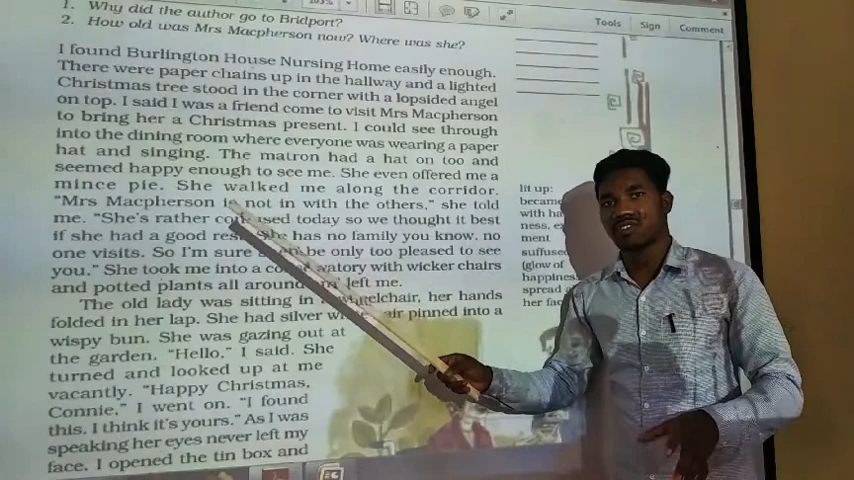 Tools Sign Comment
1. Why did the author go to Bridport?
2. How old was Mrs Macpherson now? Where was she?
I found Burlington House Nursing Home easily enough.
There were paper chains up in the hallway and a lighted
Christmas tree stood in the corner with a lopsided angel
on top. I said I was a friend come to visit Mrs Macpherson
to bring her a Christmas present. I could see through
into the dining room where everyone was wearing a paper
hat and singing. The matron had a hat on too and
seemed happy enough to see me. She even offered me a
mince pie. She walked me along the corridor.
"Mrs Macpherson is not in with the others," she told
me. "She's rather today so we thought it best
if she had a good She has no family you know. no
one visits. So I'm sure be only too pleased to see
you." She took me into a with wicker chairs
and potted plants all around left me.
The old lady was sitting in her hands
folded in her lap. She had silver pinned into a
wispy bun. She was gazing out at
the garden. "Hello," I said. She
turned and looked up at me
vacantly. "Happy Christmas,
Connie," I went on. "I found
this. I think it's yours." As I was
speaking her eyes never left my
face. I opened the tin box and
lit up:
became
with
ness,
ment
suffuse
(glow of
happines
spread
her face